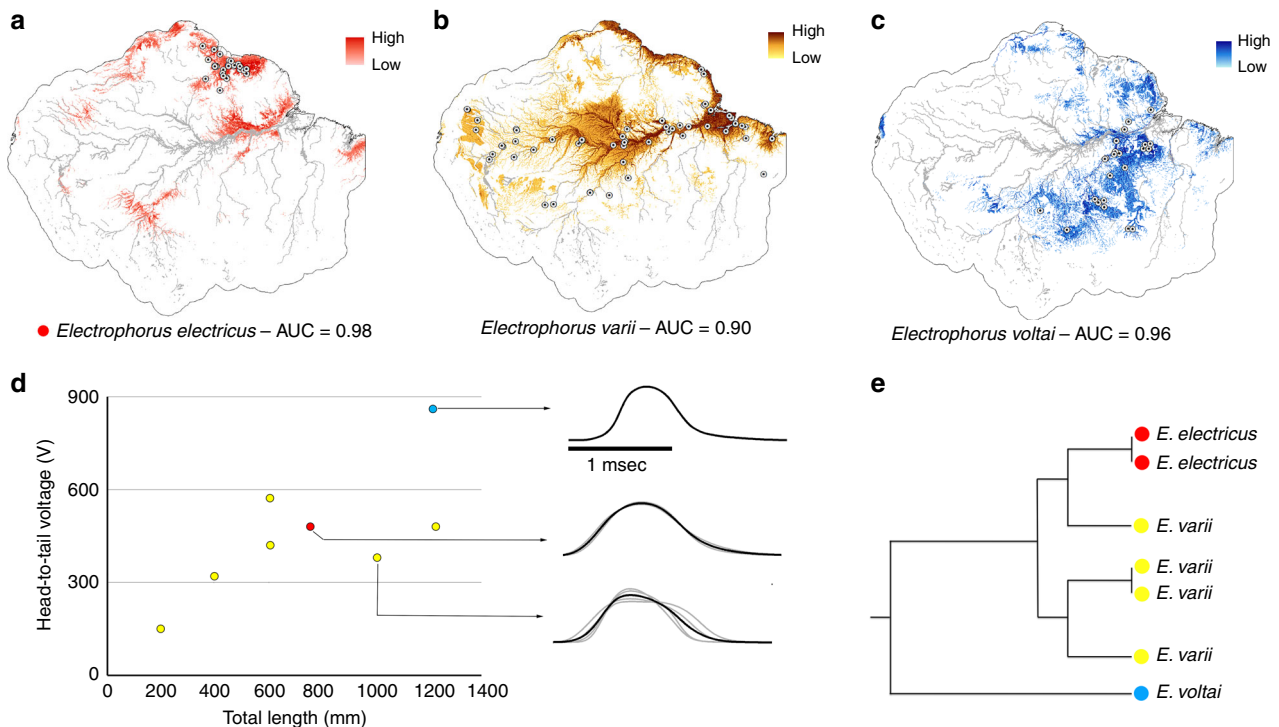 a
High
Low
Electrophorus electricus – AUC = 0.98
b
High
Low
Electrophorus varii – AUC = 0.90
c
High
Low
Electrophorus voltai – AUC = 0.96
d
Head-to-tail voltage (V)
900
600
300
0
0 200 400 600 800 1000 1200 1400
Total length (mm)
1 msec
e
E. electricus
E. electricus
E. varii
E. varii
E. varii
E. varii
E. voltai